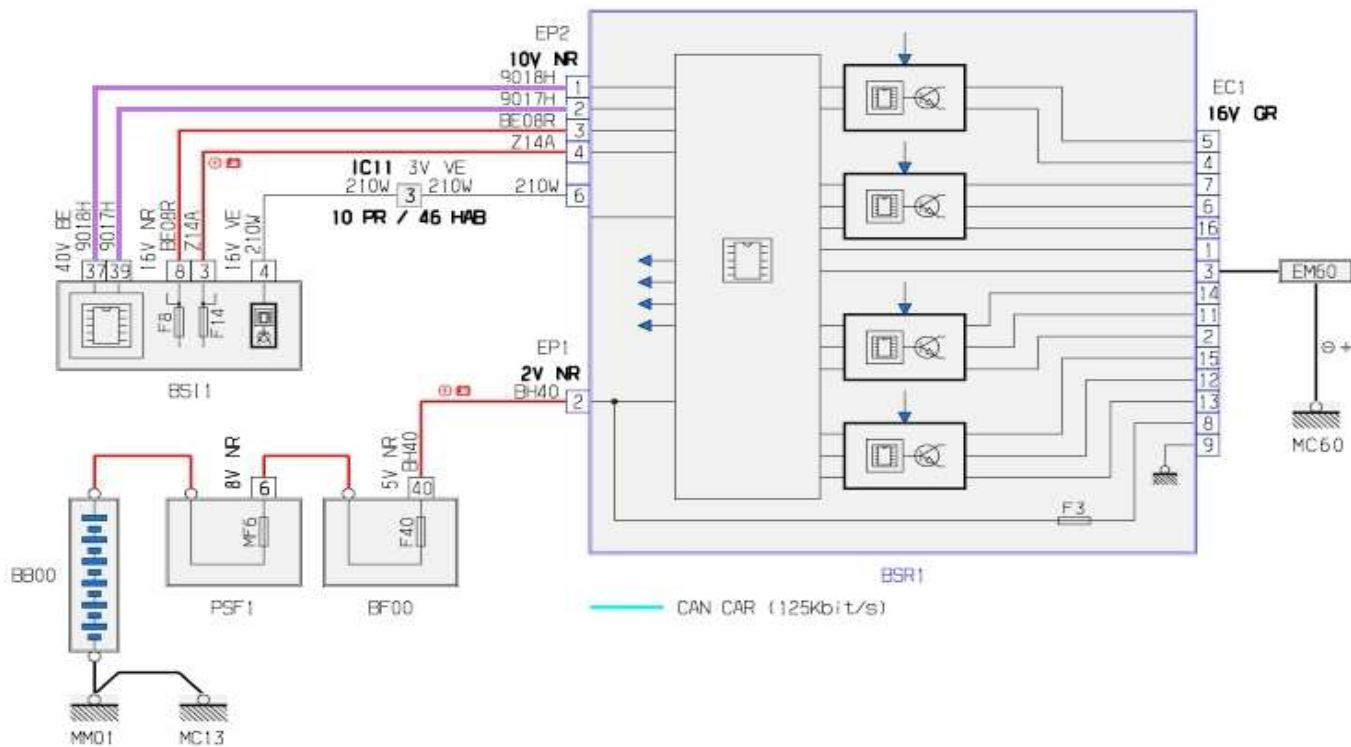 EP2
10V NR
9018H
1
9017H
2
BE08R
3
Z14A
4
IC11 3V VE
210W 3 210W 210W
6
10 PR / 46 HAB
40V BE
9018H
9017H
16V NR
BE08R
Z14A
16V VE
210W
37 39 8 3 4
F8
F14
BSI1
EP1
2V NR
BH40
2
8V NR
6
5V NR
BH40
40
MF6
F40
BB00
PSF1
BF00
MM01
MC13
EC1
16V GR
5
4
7
6
16
1
3
14
11
2
15
12
13
8
9
EM60
MC60
F3
BSR1
CAN CAR (125Kbit/s)